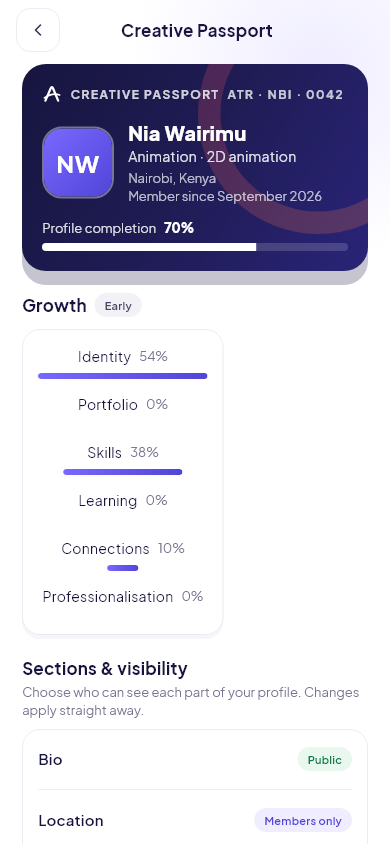 Creative Passport
CREATIVE PASSPORT ATR · NBI · 0042
NW
Nia Wairimu
Animation · 2D animation
Nairobi, Kenya
Member since September 2026
Profile completion 70%
Growth Early
Identity 54%
Portfolio 0%
Skills 38%
Learning 0%
Connections 10%
Professionalisation 0%
Sections & visibility
Choose who can see each part of your profile. Changes
apply straight away.
Bio Public
Location Members only